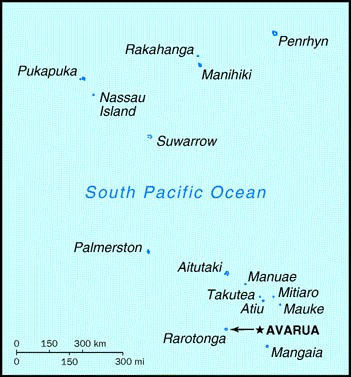 Penrhyn
Rakahanga
Manihiki
Pukapuka
Nassau
Island
Suwarrow
South Pacific Ocean
Palmerston
Aitutaki
Manuae
Takutea
Mitiaro
Atiu
Mauke
AVARUA
Rarotonga
Mangaia
0 150 300 km
0 150 300 mi